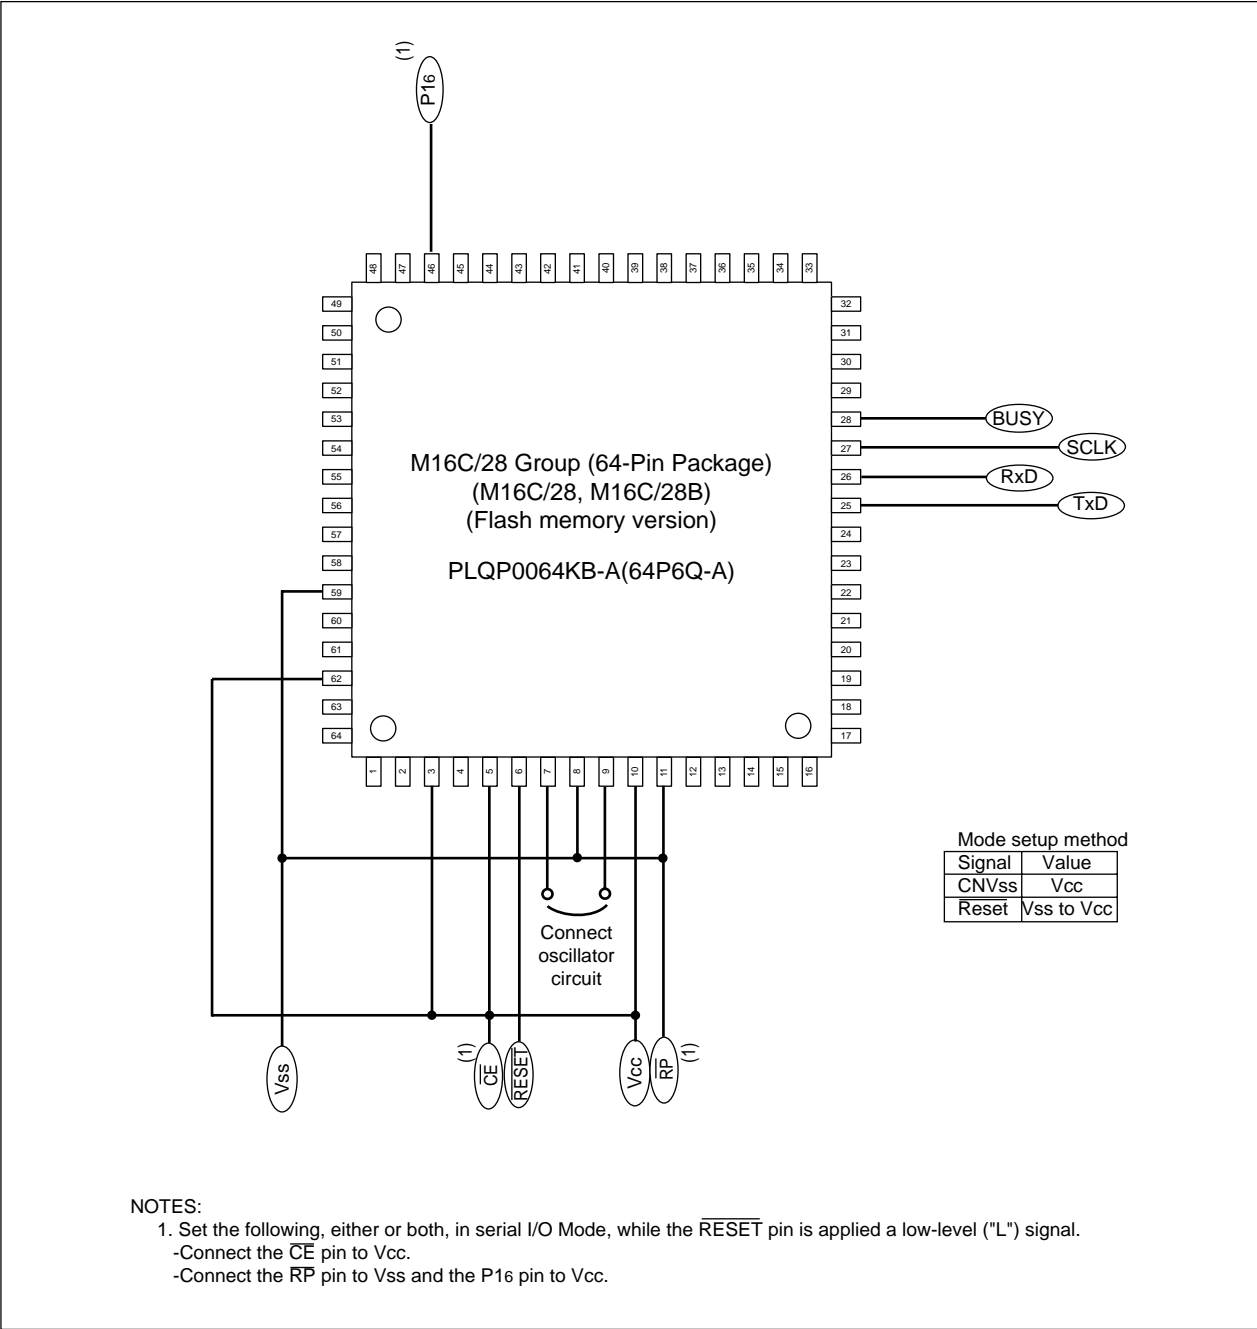 (1)
P16
48 47 46 45 44 43 42 41 40 39 38 37 36 35 34 33
49
50
51
52
53
54
55
56
57
58
59
60
61
62
63
64
32
31
30
29
28
27
26
25
24
23
22
21
20
19
18
17
BUSY
SCLK
RxD
TxD
M16C/28 Group (64-Pin Package)
(M16C/28, M16C/28B)
(Flash memory version)
PLQP0064KB-A(64P6Q-A)
1 2 3 4 5 6 7 8 9 10 11 12 13 14 15 16
Connect
oscillator
circuit
Mode setup method
Signal Value
CNVss Vcc
Reset Vss to Vcc
Vss
(1)
CE
RESET
Vcc
RP
(1)
NOTES:
1. Set the following, either or both, in serial I/O Mode, while the RESET pin is applied a low-level ("L") signal.
-Connect the CE pin to Vcc.
-Connect the RP pin to Vss and the P16 pin to Vcc.